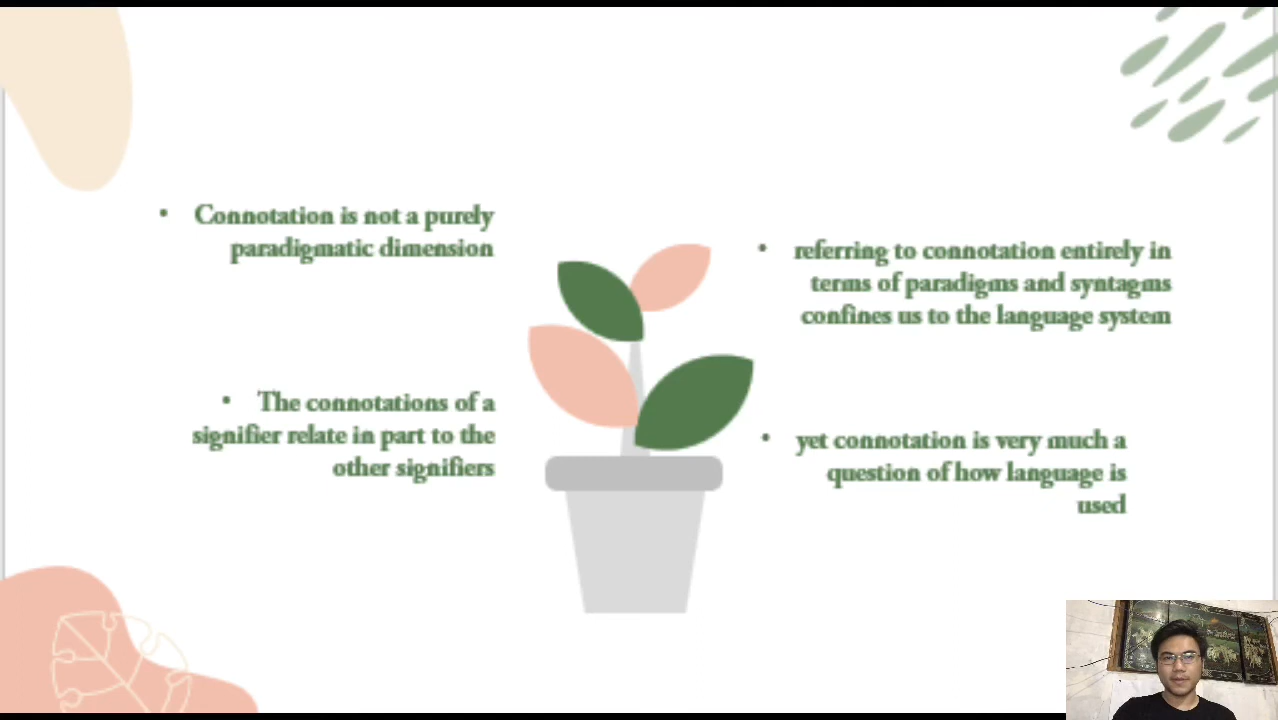 • Connotation is not a purely
paradigmatic dimension
• The connotations of a
signifier relate in part to the
other signifiers
• referring to connotation entirely in
terms of paradigms and syntagms
confines us to the language system
• yet connotation is very much a
question of how language is
used